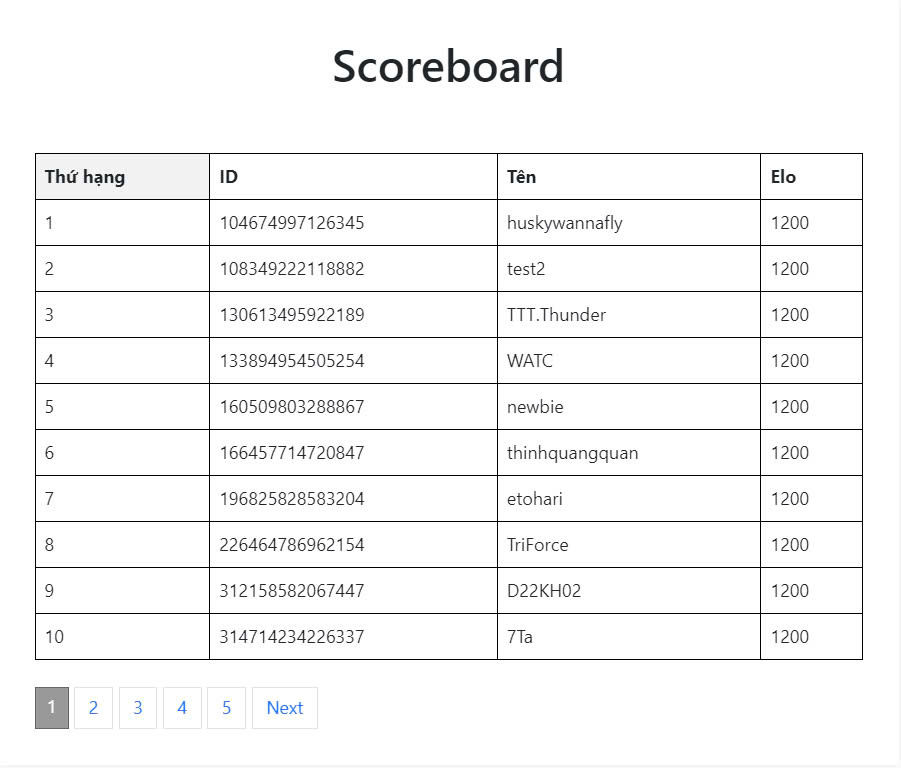 Scoreboard
Thứ hạng ID Tên Elo
1 104674997126345 huskywannafly 1200
2 108349222118882 test2 1200
3 130613495922189 TTT.Thunder 1200
4 133894954505254 WATC 1200
5 160509803288867 newbie 1200
6 166457714720847 thinhquangquan 1200
7 196825828583204 etohari 1200
8 226464786962154 TriForce 1200
9 312158582067447 D22KH02 1200
10 314714234226337 7Ta 1200
1 2 3 4 5 Next